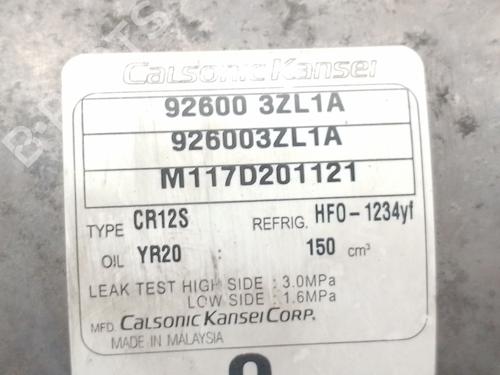 Calsonic Kansei
92600 3ZL1A
926003ZL1A
M117D201121
TYPE CR12S REFRIG. HFO-1234yf
OIL YR20 : 150 cm³
LEAK TEST HIGH SIDE : 3.0MPa
LOW SIDE : 1.6MPa
MFD. CALSONIC KANSEI CORP.
MADE IN MALAYSIA